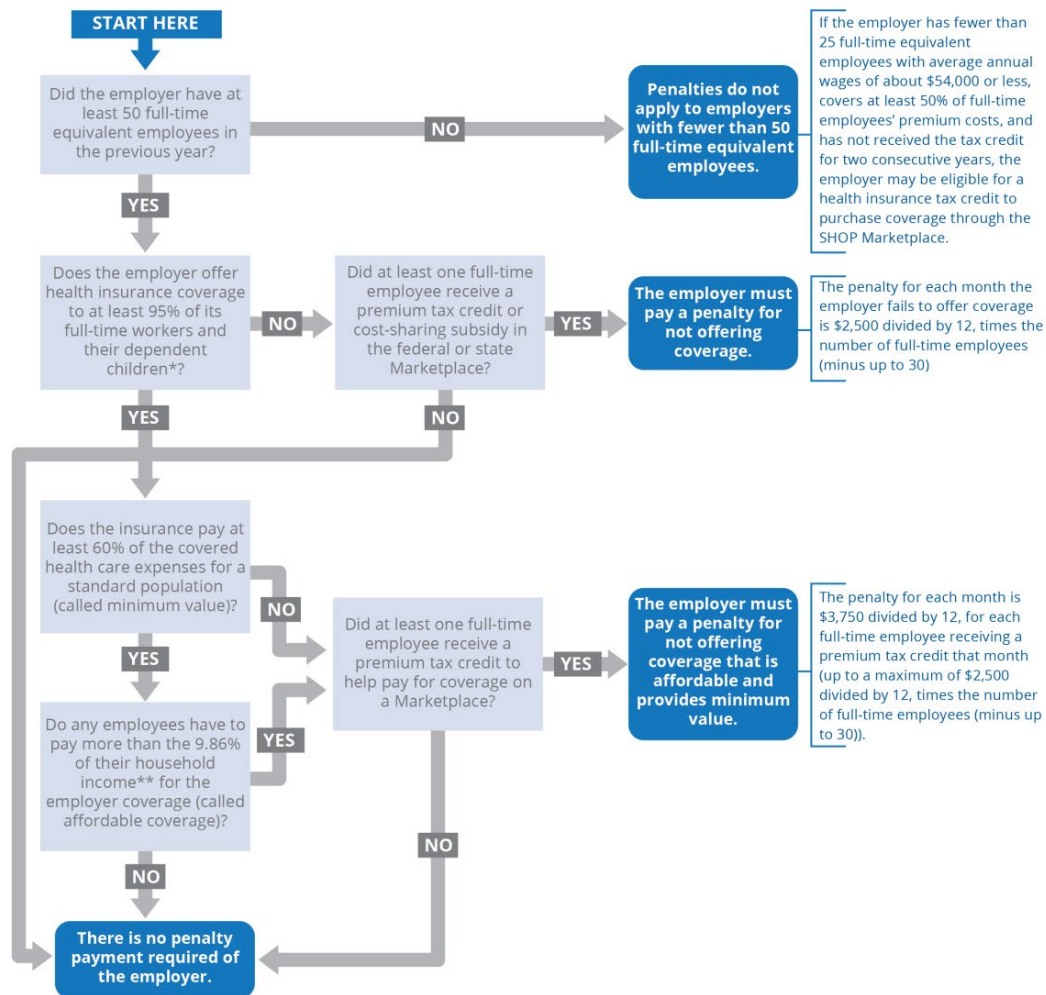 START HERE
Did the employer have at
least 50 full-time
equivalent employees in
the previous year?
NO
Penalties do not
apply to employers
with fewer than 50
full-time equivalent
employees.
If the employer has fewer than
25 full-time equivalent
employees with average annual
wages of about $54,000 or less,
covers at least 50% of full-time
employees’ premium costs, and
has not received the tax credit
for two consecutive years, the
employer may be eligible for a
health insurance tax credit to
purchase coverage through the
SHOP Marketplace.
YES
Does the employer offer
health insurance coverage
to at least 95% of its
full-time workers and
their dependent
children*?
NO
Did at least one full-time
employee receive a
premium tax credit or
cost-sharing subsidy in
the federal or state
Marketplace?
YES
The employer must
pay a penalty for
not offering
coverage.
The penalty for each month the
employer fails to offer coverage
is $2,500 divided by 12, times the
number of full-time employees
(minus up to 30)
YES
NO
Does the insurance pay at
least 60% of the covered
health care expenses for a
standard population
(called minimum value)?
NO
Did at least one full-time
employee receive a
premium tax credit to
help pay for coverage on
a Marketplace?
YES
The employer must
pay a penalty for
not offering
coverage that is
affordable and
provides minimum
value.
The penalty for each month is
$3,750 divided by 12, for each
full-time employee receiving a
premium tax credit that month
(up to a maximum of $2,500
divided by 12, times the number
of full-time employees (minus up
to 30)).
YES
Do any employees have to
pay more than the 9.86%
of their household
income** for the
employer coverage (called
affordable coverage)?
YES
NO
NO
There is no penalty
payment required of
the employer.